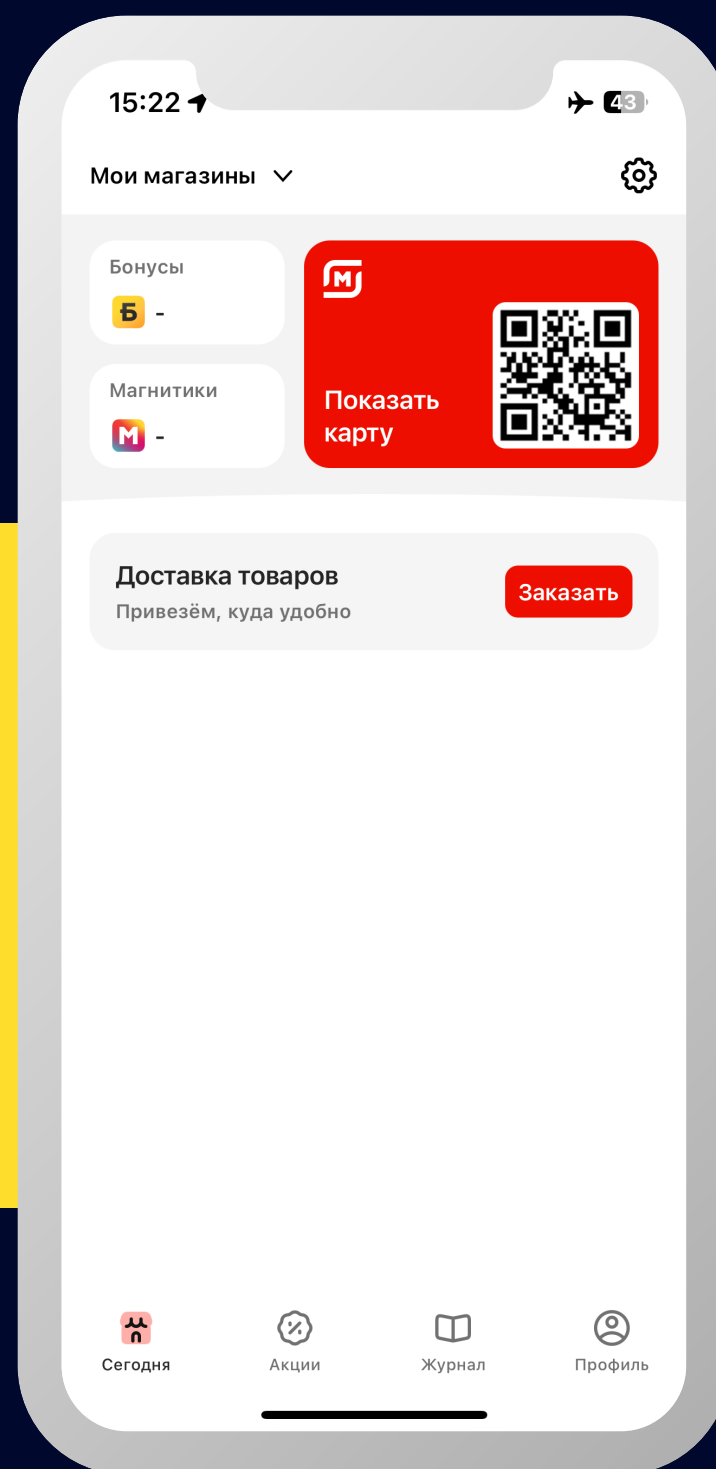 15:22
43
Мои магазины
Бонусы
Б -
Магнитики
М -
М
Показать
карту
Доставка товаров
Привезём, куда удобно
Заказать
Сегодня
Акции
Журнал
Профиль